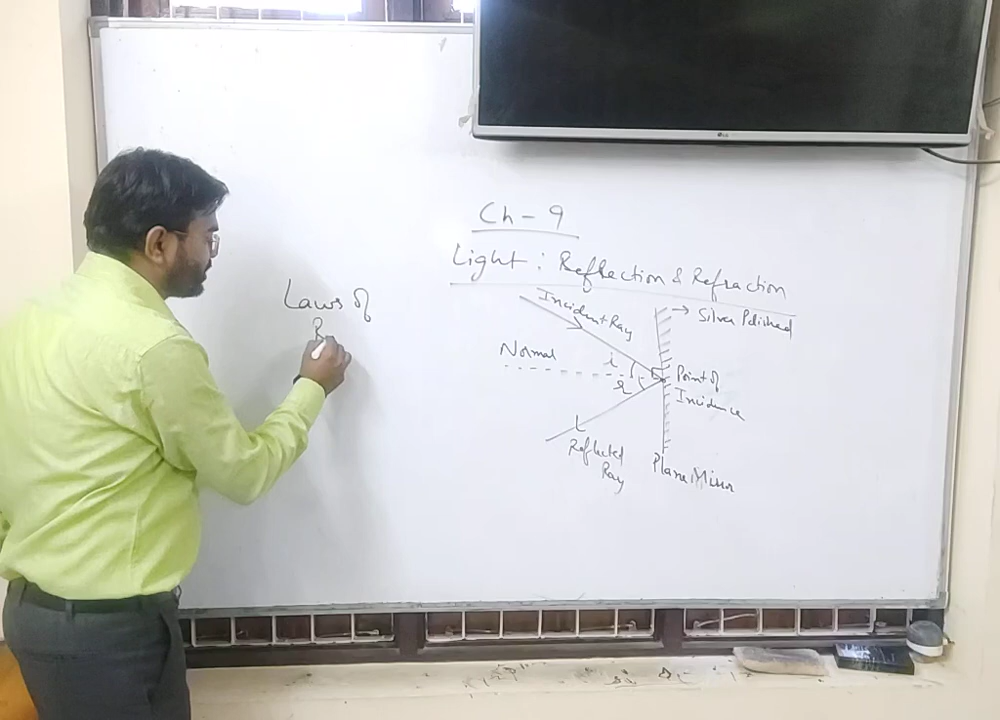 Ch - 9
Light : Reflection & Refraction
Laws of
R
Incident Ray
→ Silver Polished
Normal
i
r
Point of
Incidence
Reflected
Ray
Plane Mirror
LG